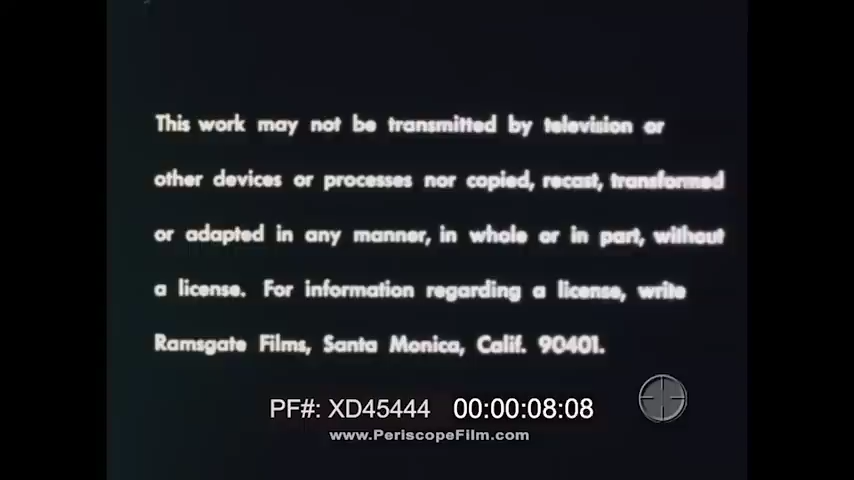 This work may not be transmitted by television or
other devices or processes nor copied, recast, transformed
or adapted in any manner, in whole or in part, without
a license. For information regarding a license, write
Ramsgate Films, Santa Monica, Calif. 90401.
PF#: XD45444 00:00:08:08
www.PeriscopeFilm.com